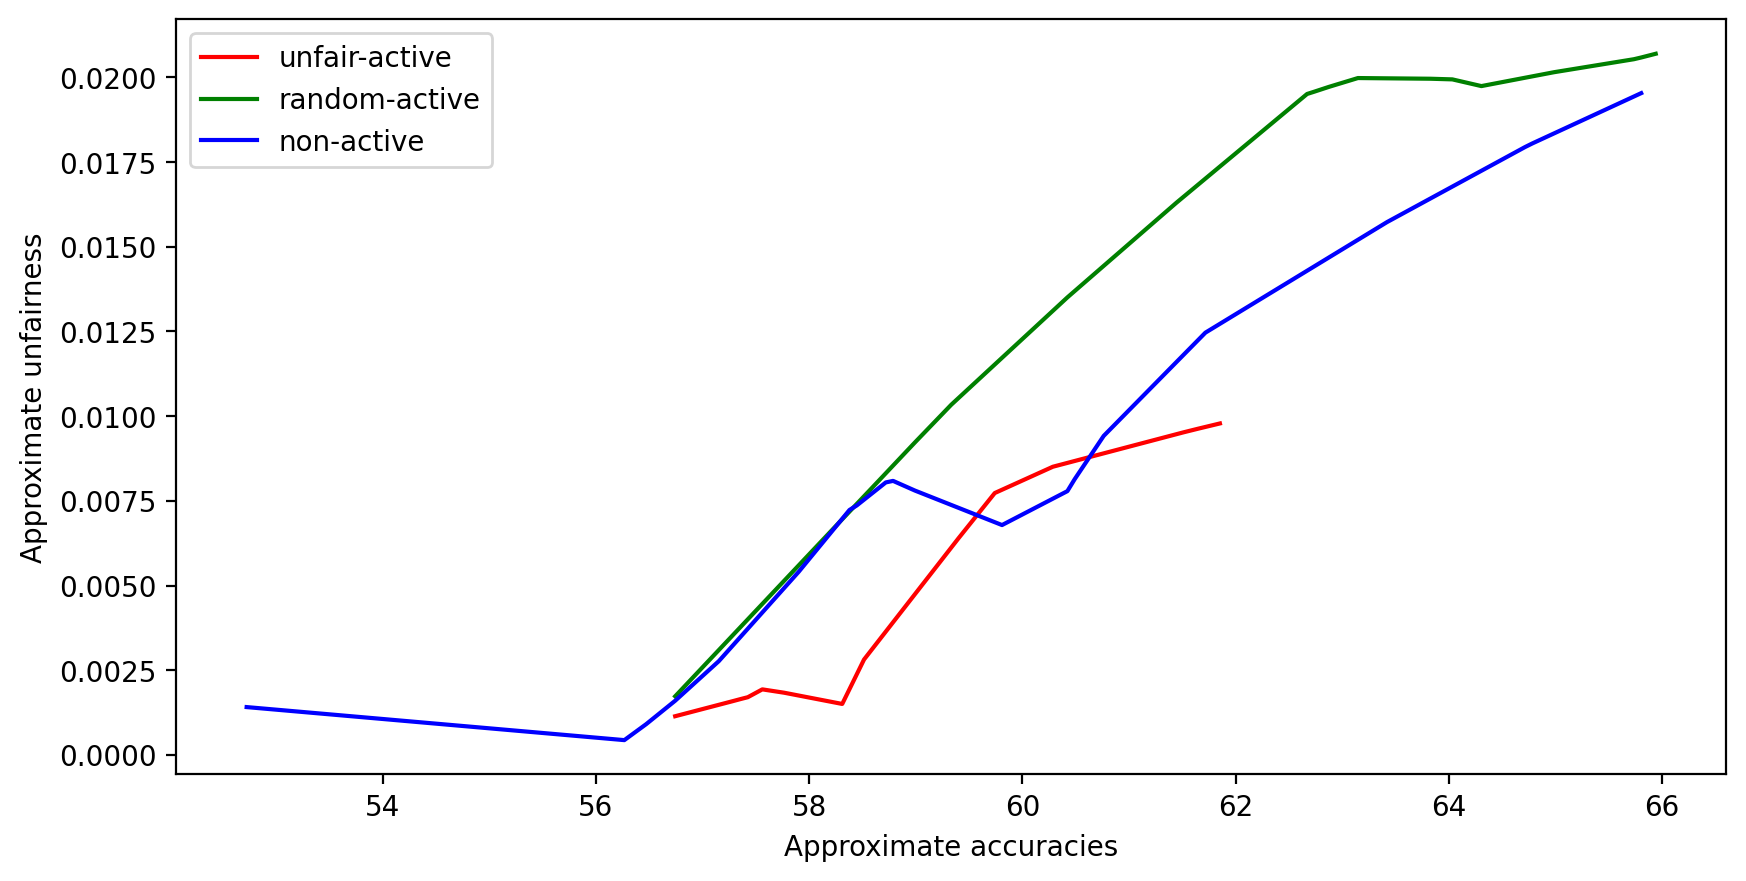 unfair-active
random-active
non-active
Approximate unfairness
0.0200
0.0175
0.0150
0.0125
0.0100
0.0075
0.0050
0.0025
0.0000
54 56 58 60 62 64 66
Approximate accuracies